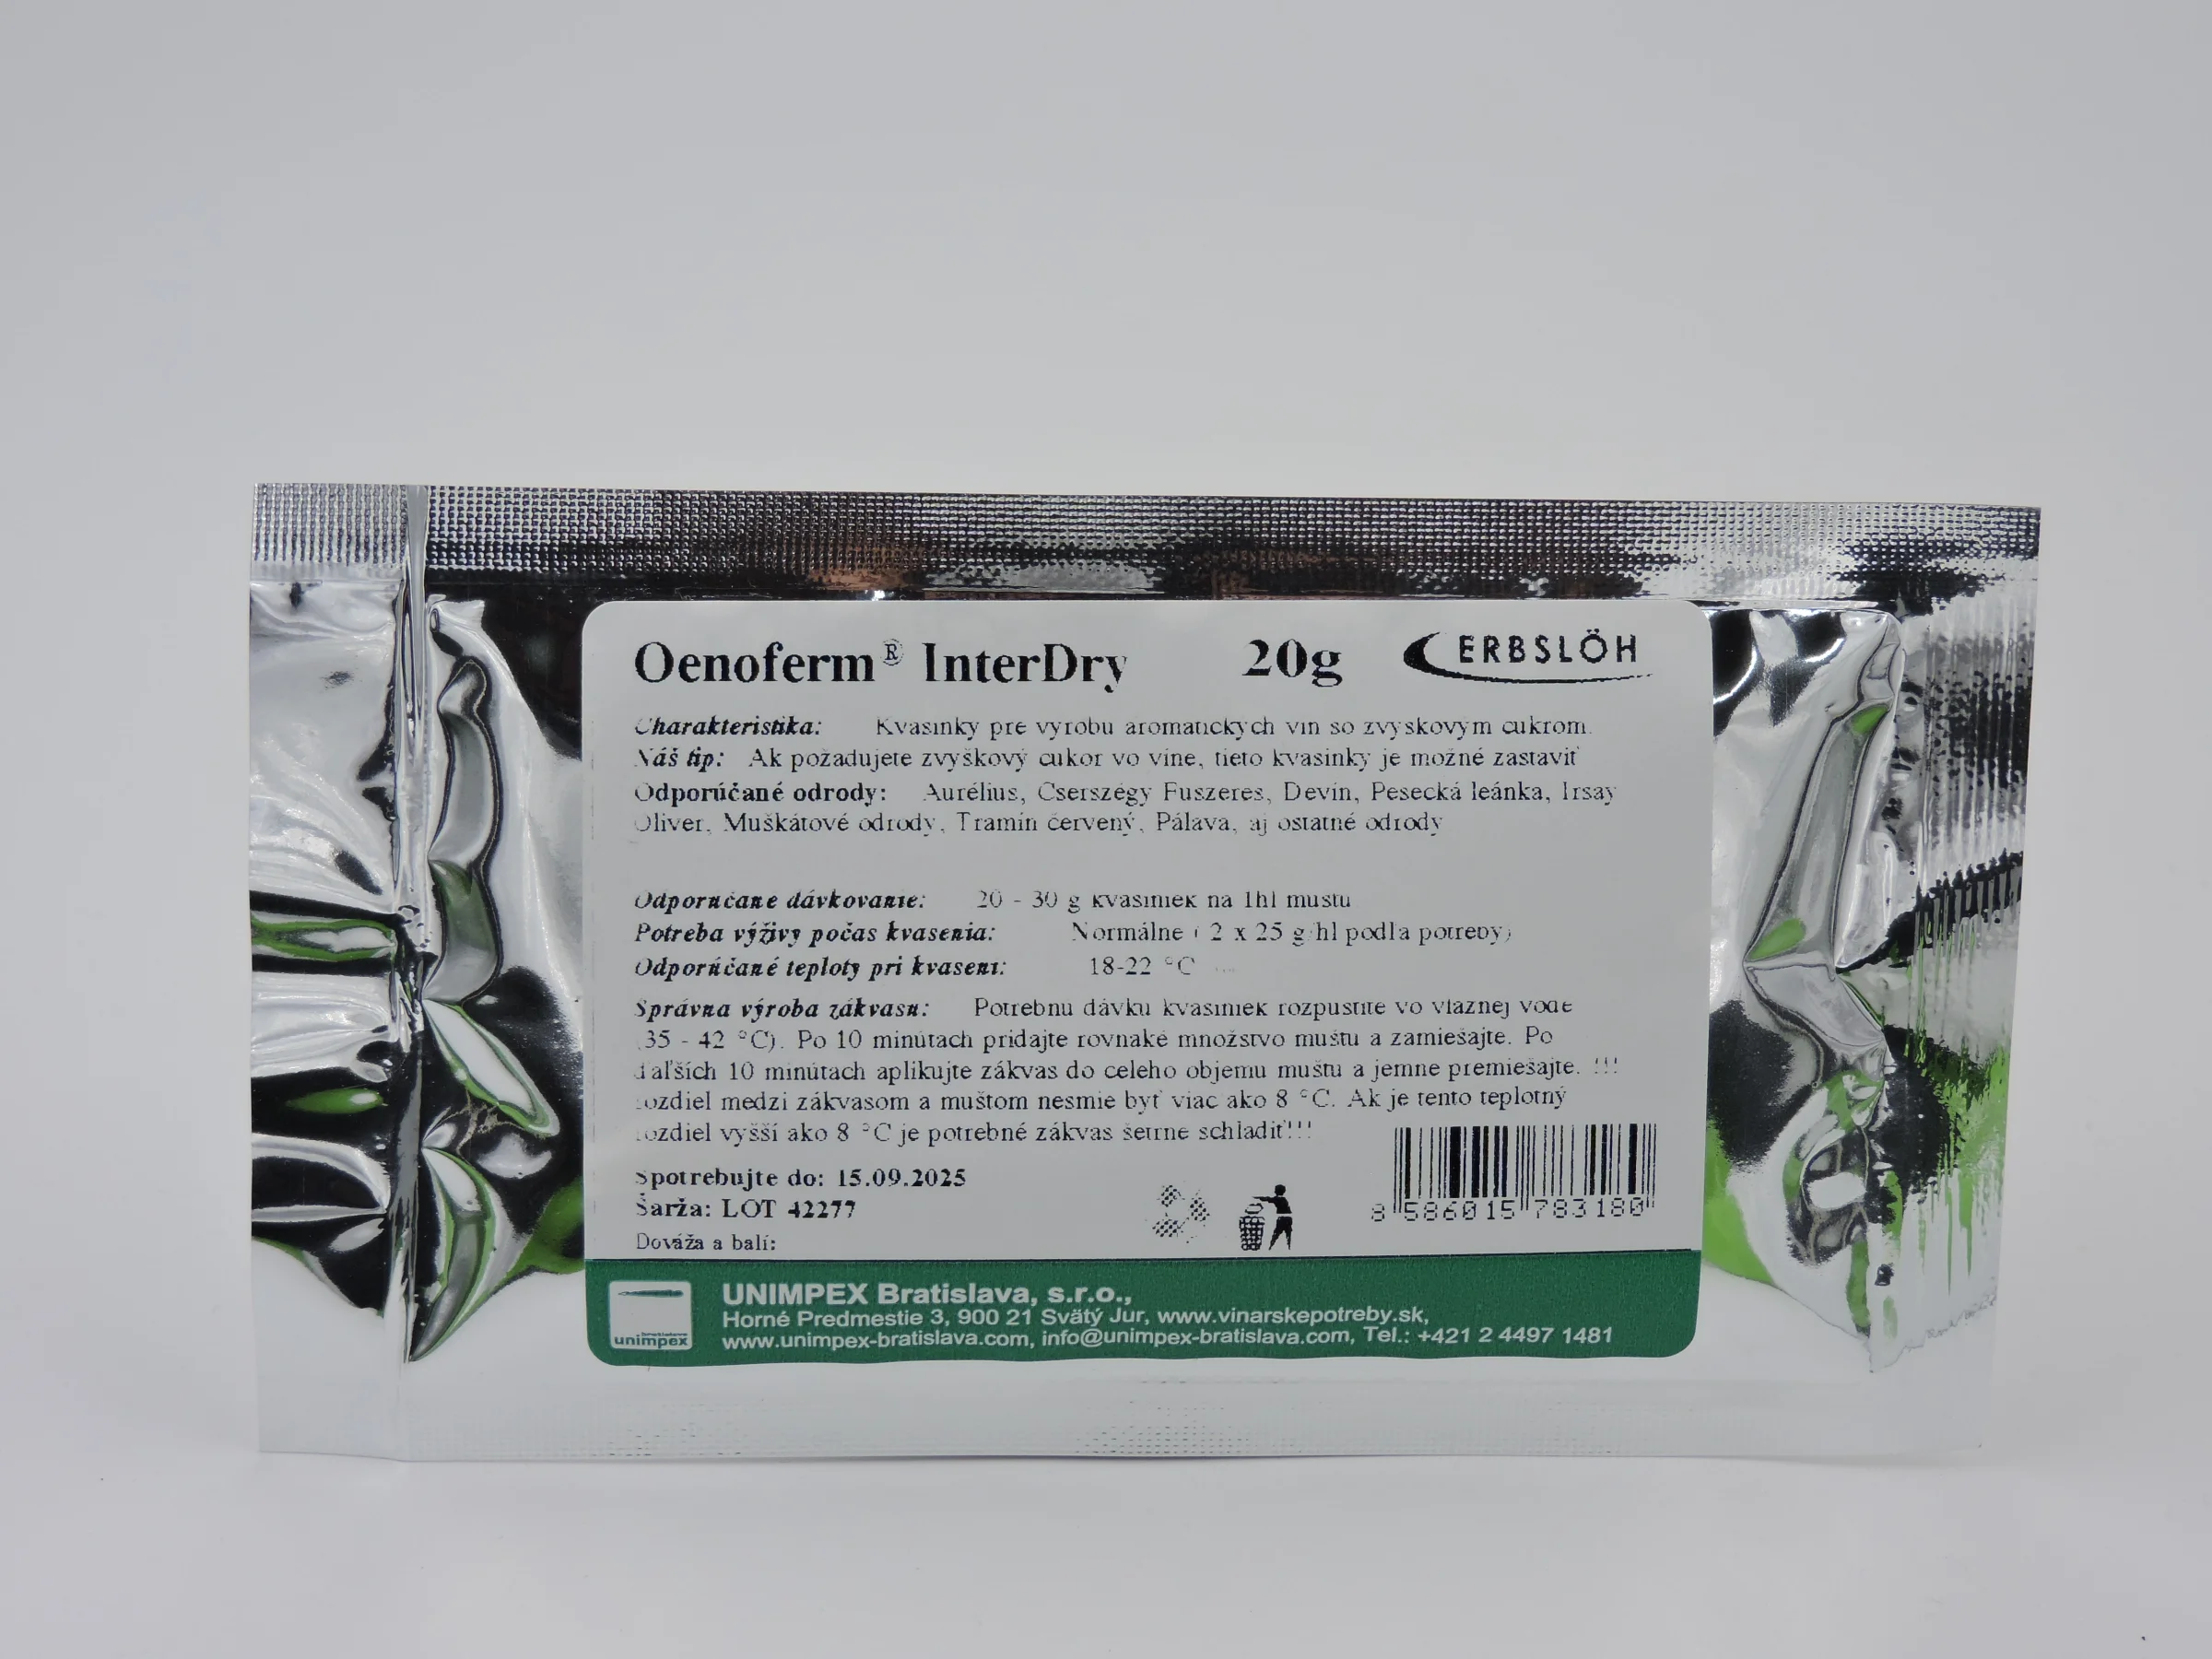 Oenoferm® InterDry 20g ERBSLÖH
Charakteristika: Kvasinky pre výrobu aromatických vín so zvyškovým cukrom.
Náš tip: Ak požadujete zvyškový cukor vo víne, tieto kvasinky je možné zastaviť
Odporúčané odrody: Aurélius, Cserszégy Fuszeres, Devín, Pesecká leánka, Irsay
Oliver, Muškátové odrody, Tramín červený, Pálava, aj ostatné odrody
Odporúčané dávkovanie: 20 - 30 g kvasiniek na 1hl muštu
Potreba výživy počas kvasenia: Normálne ( 2 x 25 g/hl podľa potreby)
Odporúčané teploty pri kvasení: 18-22 °C
Správna výroba zákvasu: Potrebnú dávku kvasiniek rozpustite vo vlažnej vode
(35 - 42 °C). Po 10 minútach pridajte rovnaké množstvo muštu a zamiešajte. Po
ďaľších 10 minútach aplikujte zákvas do celého objemu muštu a jemne premiešajte. !!!
rozdiel medzi zákvasom a muštom nesmie byť viac ako 8 °C. Ak je tento teplotný
rozdiel vyšší ako 8 °C je potrebné zákvas šetrne schladiť!!!
Spotrebujte do: 15.09.2025
Šarža: LOT 42277
Dováža a balí:
8 586015 783180
bratislava
unimpex
UNIMPEX Bratislava, s.r.o.,
Horné Predmestie 3, 900 21 Svätý Jur, www.vinarskepotreby.sk,
www.unimpex-bratislava.com, info@unimpex-bratislava.com, Tel.: +421 2 4497 1481